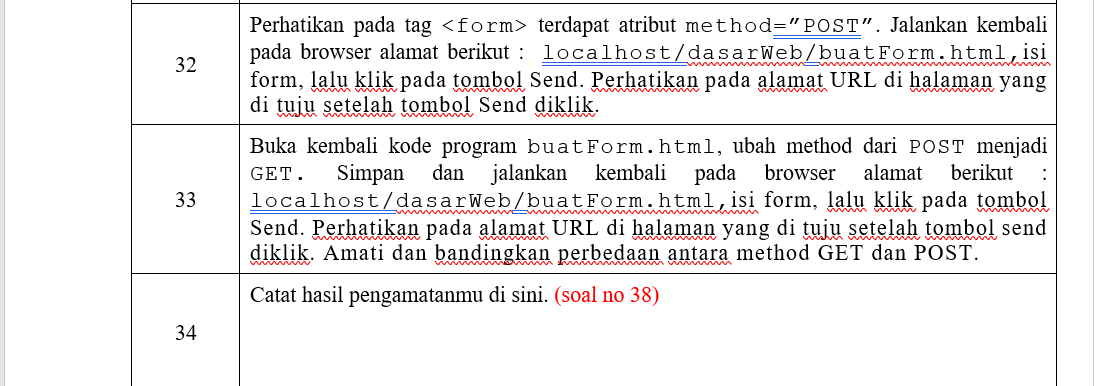 32
Perhatikan pada tag <form> terdapat atribut method=”POST”. Jalankan kembali
pada browser alamat berikut : localhost/dasarWeb/buatForm.html,isi
form, lalu klik pada tombol Send. Perhatikan pada alamat URL di halaman yang
di tuju setelah tombol Send diklik.
33
Buka kembali kode program buatForm.html, ubah method dari POST menjadi
GET. Simpan dan jalankan kembali pada browser alamat berikut :
localhost/dasarWeb/buatForm.html,isi form, lalu klik pada tombol
Send. Perhatikan pada alamat URL di halaman yang di tuju setelah tombol send
diklik. Amati dan bandingkan perbedaan antara method GET dan POST.
34
Catat hasil pengamatanmu di sini. (soal no 38)